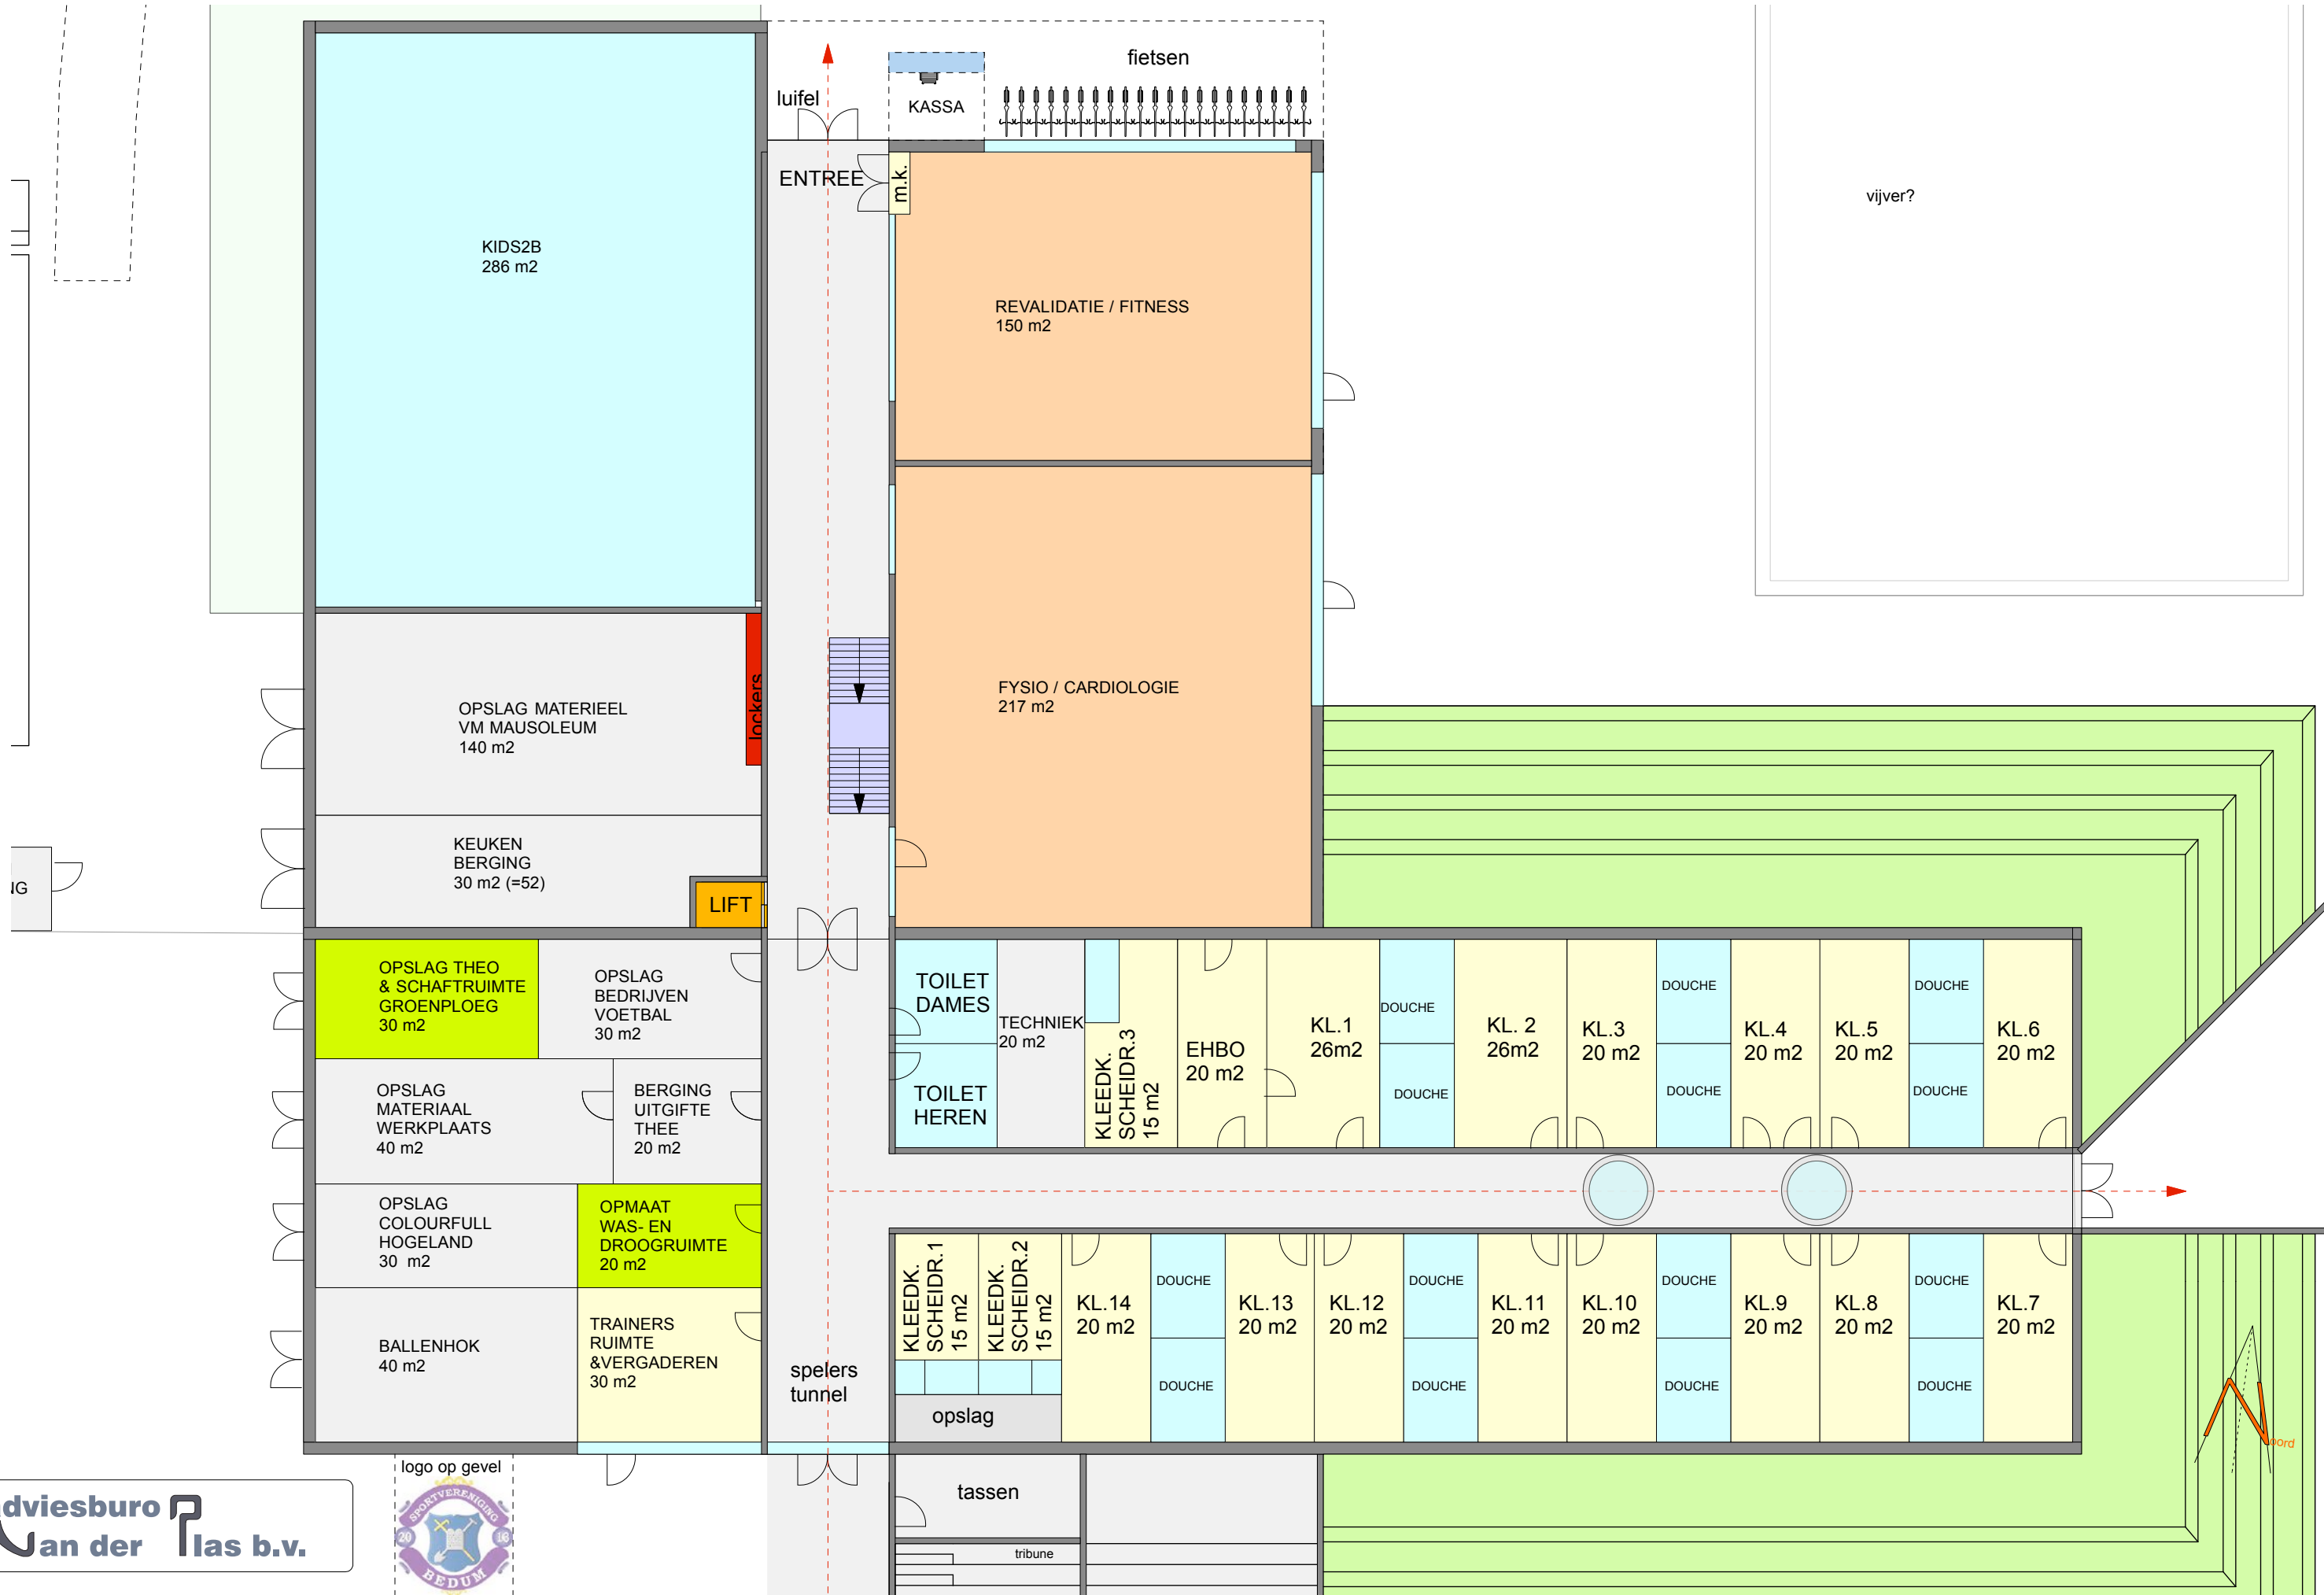 fietsen
luifel
KASSA
ENTREE
m.k.
vijver?
KIDS2B
286 m2
REVALIDATIE / FITNESS
150 m2
lockers
OPSLAG MATERIEEL
VM MAUSOLEUM
140 m2
FYSIO / CARDIOLOGIE
217 m2
KEUKEN
BERGING
30 m2 (=52)
LIFT
OPSLAG THEO
& SCHAFTRUIMTE
GROENPLOEG
30 m2
OPSLAG
BEDRIJVEN
VOETBAL
30 m2
TOILET
DAMES
TECHNIEK
20 m2
TOILET
HEREN
KLEEDK.
SCHEIDR.3
15 m2
EHBO
20 m2
KL.1
26m2
DOUCHE
DOUCHE
KL. 2
26m2
KL.3
20 m2
DOUCHE
DOUCHE
KL.4
20 m2
KL.5
20 m2
DOUCHE
DOUCHE
KL.6
20 m2
OPSLAG
MATERIAAL
WERKPLAATS
40 m2
BERGING
UITGIFTE
THEE
20 m2
OPSLAG
COLOURFULL
HOGELAND
30 m2
OPMAAT
WAS- EN
DROOGRUIMTE
20 m2
BALLENHOK
40 m2
TRAINERS
RUIMTE
&VERGADEREN
30 m2
spelers
tunnel
KLEEDK.
SCHEIDR.1
15 m2
KLEEDK.
SCHEIDR.2
15 m2
opslag
KL.14
20 m2
DOUCHE
DOUCHE
KL.13
20 m2
KL.12
20 m2
DOUCHE
DOUCHE
KL.11
20 m2
KL.10
20 m2
DOUCHE
DOUCHE
KL.9
20 m2
KL.8
20 m2
DOUCHE
DOUCHE
KL.7
20 m2
Noord
logo op gevel
SPORTVERENIGING
20 13
BEDUM
tassen
tribune
dviesburo
van der Plas b.v.